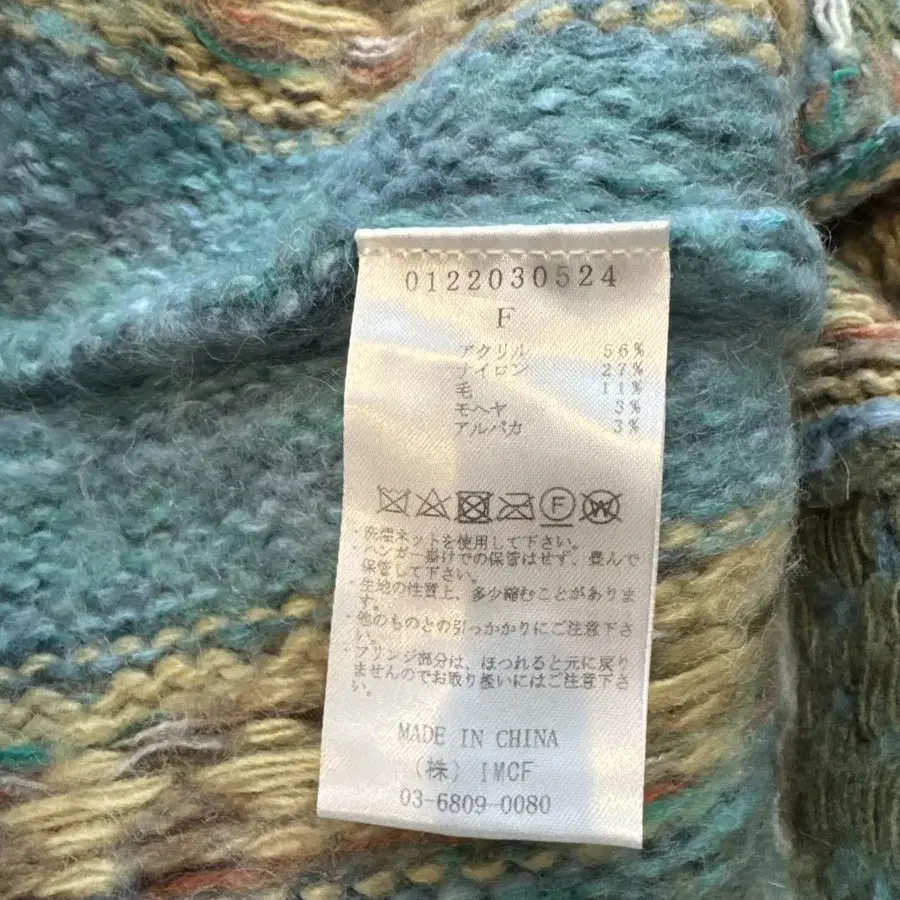 0122030524
F
アクリル 56%
ナイロン 27%
毛 11%
モヘヤ 3%
アルパカ 3%
F W
・洗濯ネットを使用して下さい。
・ハンガー掛けでの保管はせず、畳んで
保管して下さい。
・生地の性質上、多少縮むことがありま
す。
・他のものとの引っかかりにご注意下さ
い。
・フリンジ部分は、ほつれると元に戻り
ませんのでお取り扱いにはご注意下さ
い。
MADE IN CHINA
(株) IMCF
03-6809-0080